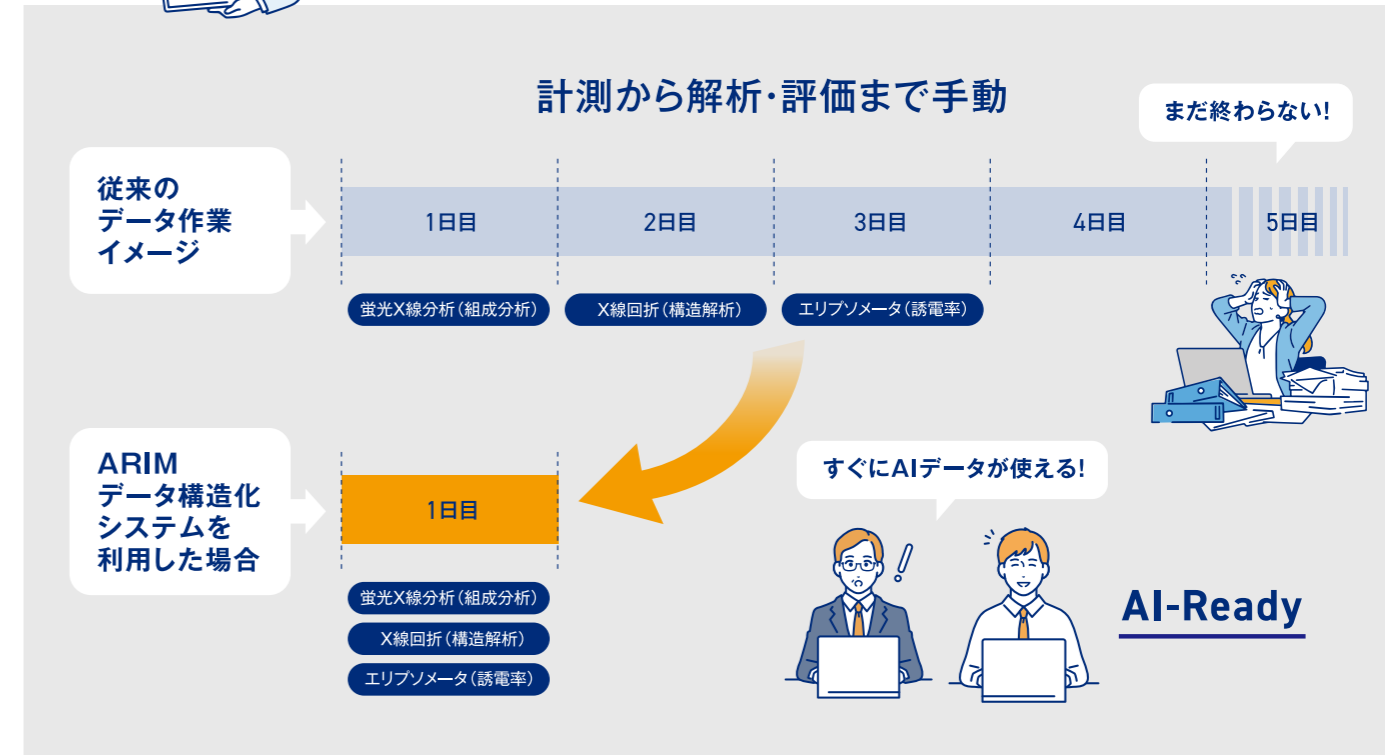 計測から解析・評価まで手動
まだ終わらない!
従来の
データ作業
イメージ
1日目
2日目
3日目
4日目
5日目
蛍光X線分析(組成分析)
X線回折(構造解析)
エリプソメータ(誘電率)
ARIM
データ構造化
システムを
利用した場合
1日目
すぐにAIデータが使える!
蛍光X線分析(組成分析)
X線回折(構造解析)
エリプソメータ(誘電率)
AI-Ready